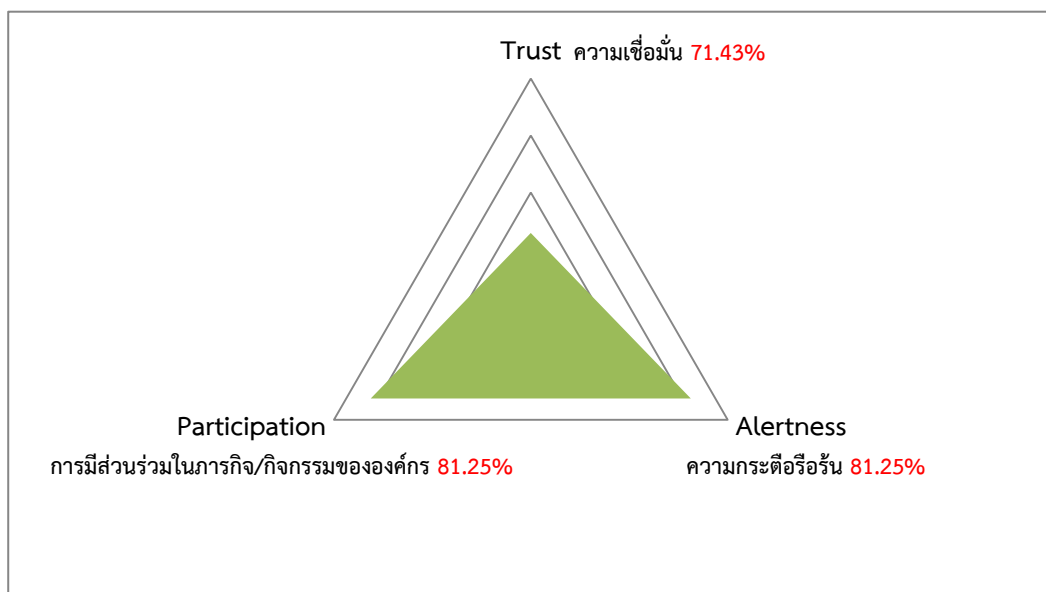 Trust ความเชื่อมั่น 71.43%
Participation
Alertness
การมีส่วนร่วมในภารกิจ/กิจกรรมขององค์กร 81.25%
ความกระตือรือร้น 81.25%